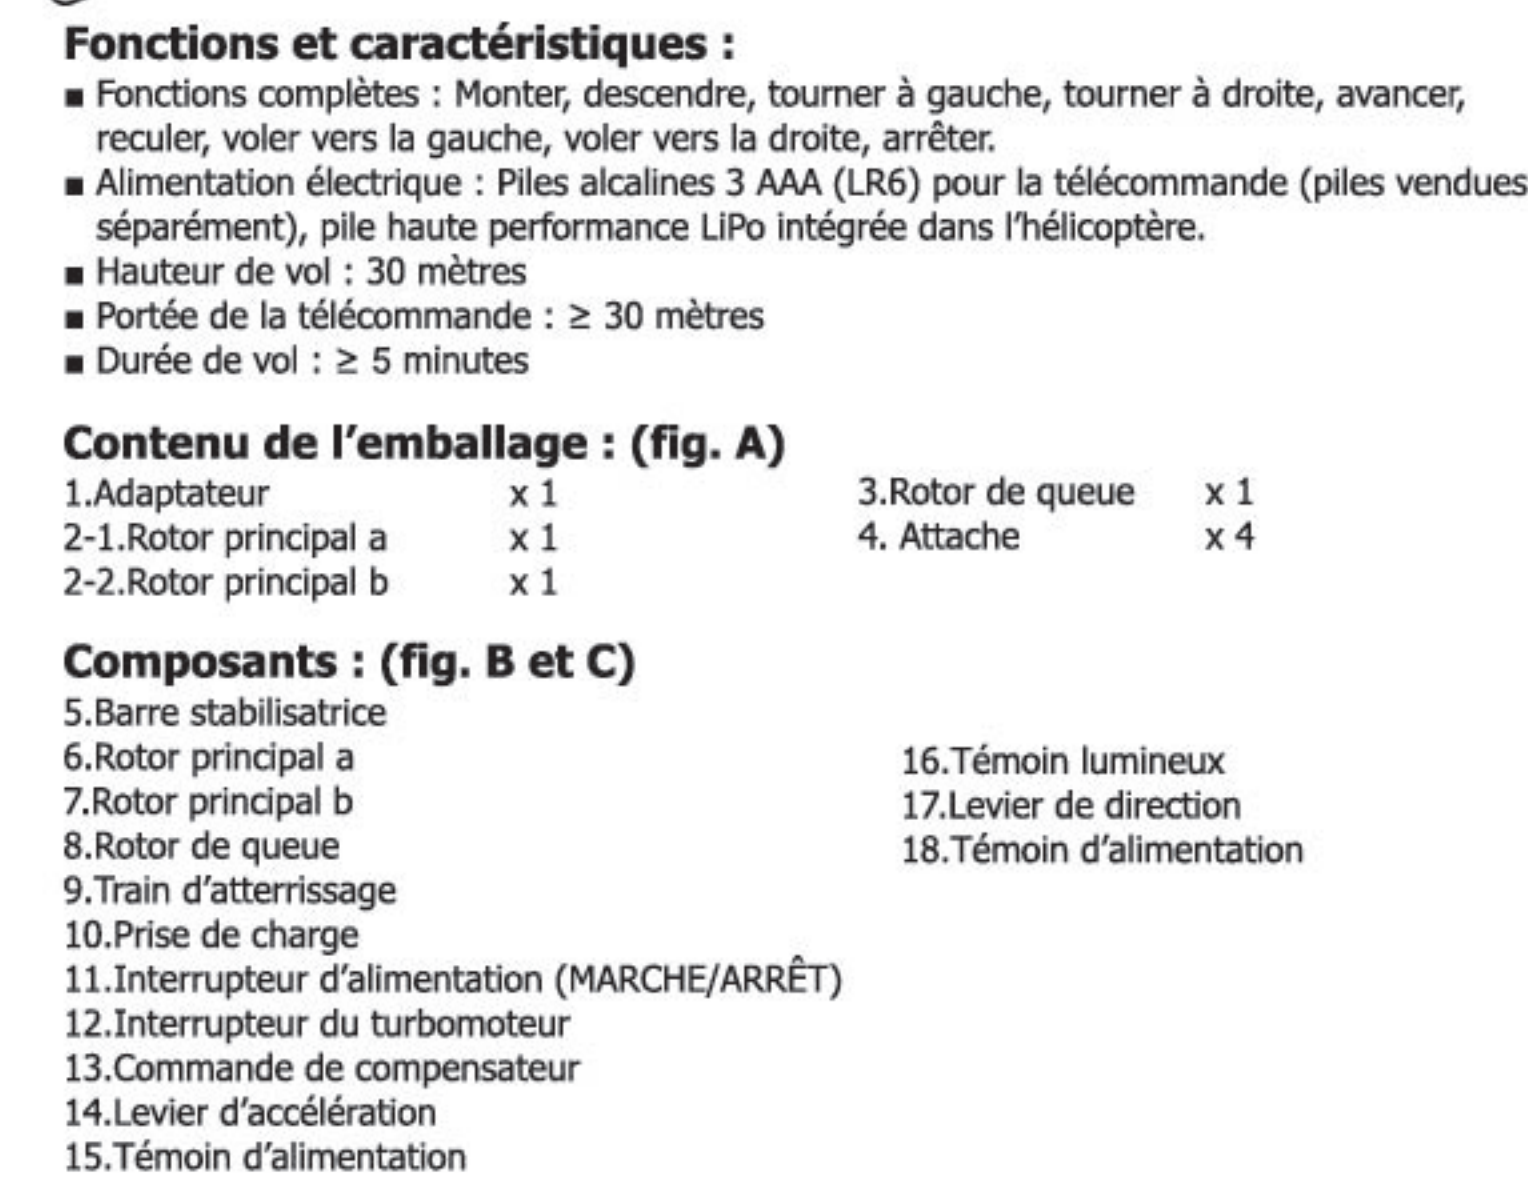 Fonctions et caractéristiques :
■ Fonctions complètes : Monter, descendre, tourner à gauche, tourner à droite, avancer,
reculer, voler vers la gauche, voler vers la droite, arrêter.
■ Alimentation électrique : Piles alcalines 3 AAA (LR6) pour la télécommande (piles vendues
séparément), pile haute performance LiPo intégrée dans l'hélicoptère.
■ Hauteur de vol : 30 mètres
■ Portée de la télécommande : ≥ 30 mètres
■ Durée de vol : ≥ 5 minutes
Contenu de l'emballage : (fig. A)
1.Adaptateur x 1
2-1.Rotor principal a x 1
2-2.Rotor principal b x 1
3.Rotor de queue x 1
4. Attache x 4
Composants : (fig. B et C)
5.Barre stabilisatrice
6.Rotor principal a
7.Rotor principal b
8.Rotor de queue
9.Train d'atterrissage
10.Prise de charge
11.Interrupteur d'alimentation (MARCHE/ARRÊT)
12.Interrupteur du turbomoteur
13.Commande de compensateur
14.Levier d'accélération
15.Témoin d'alimentation
16.Témoin lumineux
17.Levier de direction
18.Témoin d'alimentation